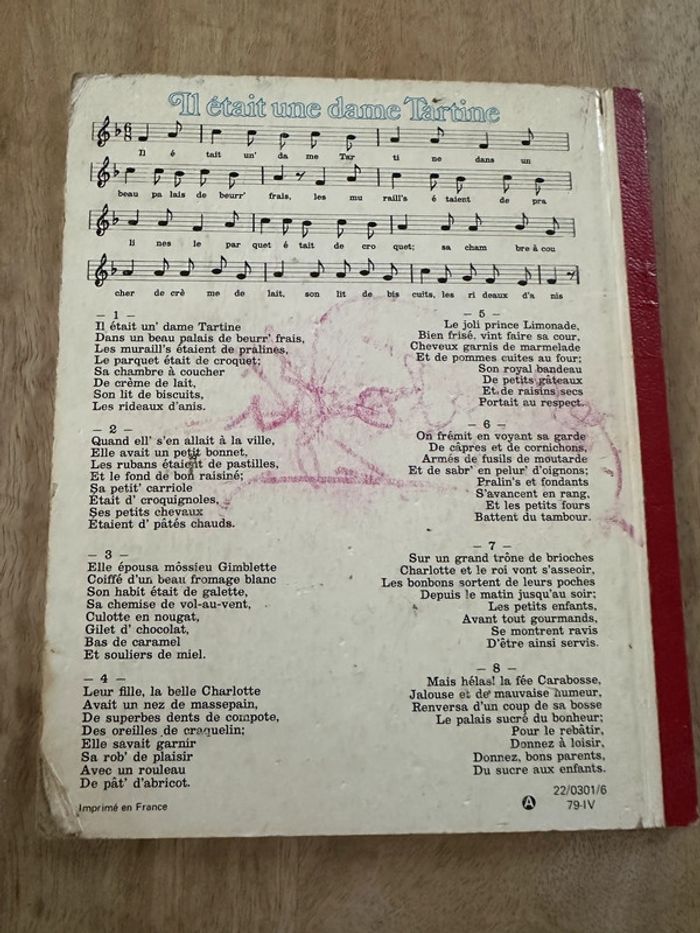 Il était une dame Tartine
Il é tait un' da me Tar ti ne dans un
beau pa lais de beurr' frais, les mu raill's é taient de pra
li nes le par quet é tait de cro quet; sa cham bre à cou
cher de crè me de lait, son lit de bis cuits, les ri deaux d'a nis
– 1 –
Il était un' dame Tartine
Dans un beau palais de beurr' frais,
Les muraill's étaient de pralines,
Le parquet était de croquet;
Sa chambre à coucher
De crème de lait,
Son lit de biscuits,
Les rideaux d'anis.
– 2 –
Quand ell' s'en allait à la ville,
Elle avait un petit bonnet,
Les rubans étaient de pastilles,
Et le fond de bon raisiné;
Sa petit' carriole
Était d' croquignoles,
Ses petits chevaux
Étaient d' pâtés chauds.
– 3 –
Elle épousa môssieu Gimblette
Coiffé d'un beau fromage blanc
Son habit était de galette,
Sa chemise de vol-au-vent,
Culotte en nougat,
Gilet d' chocolat,
Bas de caramel
Et souliers de miel.
– 4 –
Leur fille, la belle Charlotte
Avait un nez de massepain,
De superbes dents de compote,
Des oreilles de craquelin;
Elle savait garnir
Sa rob' de plaisir
Avec un rouleau
De pât' d'abricot.
– 5 –
Le joli prince Limonade,
Bien frisé, vint faire sa cour,
Cheveux garnis de marmelade
Et de pommes cuites au four;
Son royal bandeau
De petits gâteaux
Et de raisins secs
Portait au respect.
– 6 –
On frémit en voyant sa garde
De câpres et de cornichons,
Armés de fusils de moutarde
Et de sabr' en pelur' d'oignons;
Pralin's et fondants
S'avancent en rang,
Et les petits fours
Battent du tambour.
– 7 –
Sur un grand trône de brioches
Charlotte et le roi vont s'asseoir,
Les bonbons sortent de leurs poches
Depuis le matin jusqu'au soir;
Les petits enfants,
Avant tout gourmands,
Se montrent ravis
D'être ainsi servis.
– 8 –
Mais hélas! la fée Carabosse,
Jalouse et de mauvaise humeur,
Renversa d'un coup de sa bosse
Le palais sucré du bonheur;
Pour le rebâtir,
Donnez à loisir,
Donnez, bons parents,
Du sucre aux enfants.
Imprimé en France
A
22/0301/6
79-IV